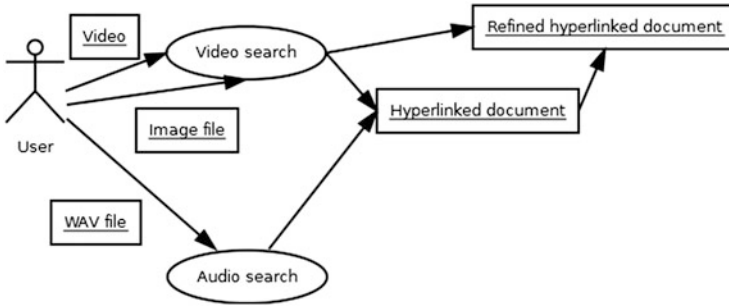 Video
Refined hyperlinked document
Video search
Hyperlinked document
Image file
User
WAV file
Audio search